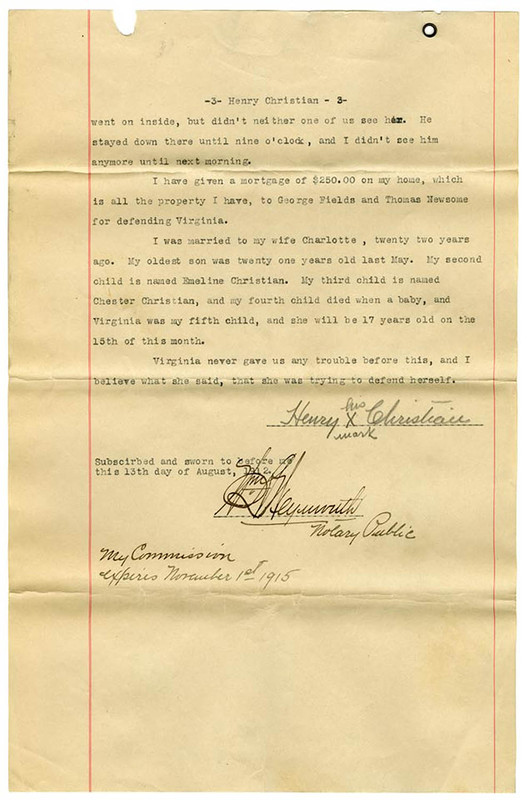 -3- Henry Christian - 3-
went on inside, but didn't neither one of us see her. He
stayed down there until nine o'clock, and I didn't see him
anymore until next morning.
I have given a mortgage of $250.00 on my home, which
is all the property I have, to George Fields and Thomas Newsome
for defending Virginia.
I was married to my wife Charlotte, twenty two years
ago. My oldest son was twenty one years old last May. My second
child is named Emeline Christian. My third child is named
Chester Christian, and my fourth child died when a baby, and
Virginia was my fifth child, and she will be 17 years old on the
15th of this month.
Virginia never gave us any trouble before this, and I
believe what she said, that she was trying to defend herself.
his
Henry X Christian
mark
Subscirbed and sworn to before me
this 13th day of August, 1912.
Notary Public
My Commission
expires November 1st 1915